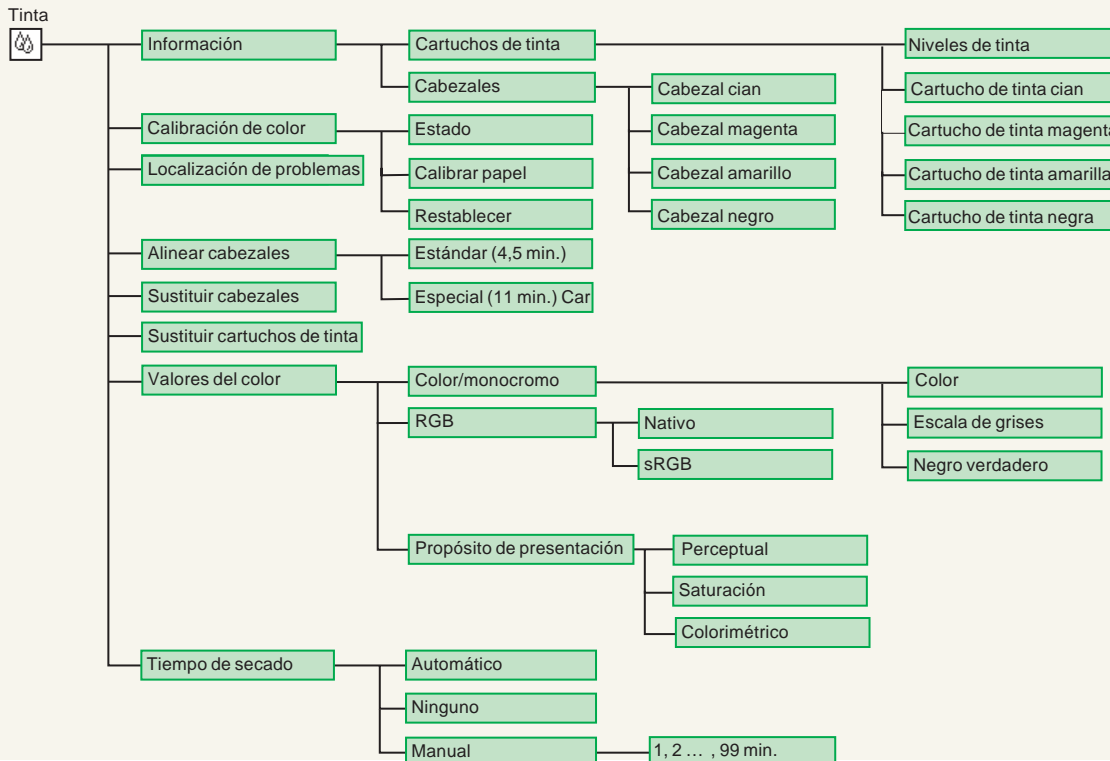 Tinta
Información
Cartuchos de tinta
Niveles de tinta
Cartucho de tinta cian
Cartucho de tinta magenta
Cartucho de tinta amarilla
Cartucho de tinta negra
Cabezales
Cabezal cian
Cabezal magenta
Cabezal amarillo
Cabezal negro
Calibración de color
Estado
Calibrar papel
Restablecer
Localización de problemas
Alinear cabezales
Estándar (4,5 min.)
Especial (11 min.) Car
Sustituir cabezales
Sustituir cartuchos de tinta
Valores del color
Color/monocromo
Color
Escala de grises
Negro verdadero
RGB
Nativo
sRGB
Propósito de presentación
Perceptual
Saturación
Colorimétrico
Tiempo de secado
Automático
Ninguno
Manual
1, 2 ... , 99 min.